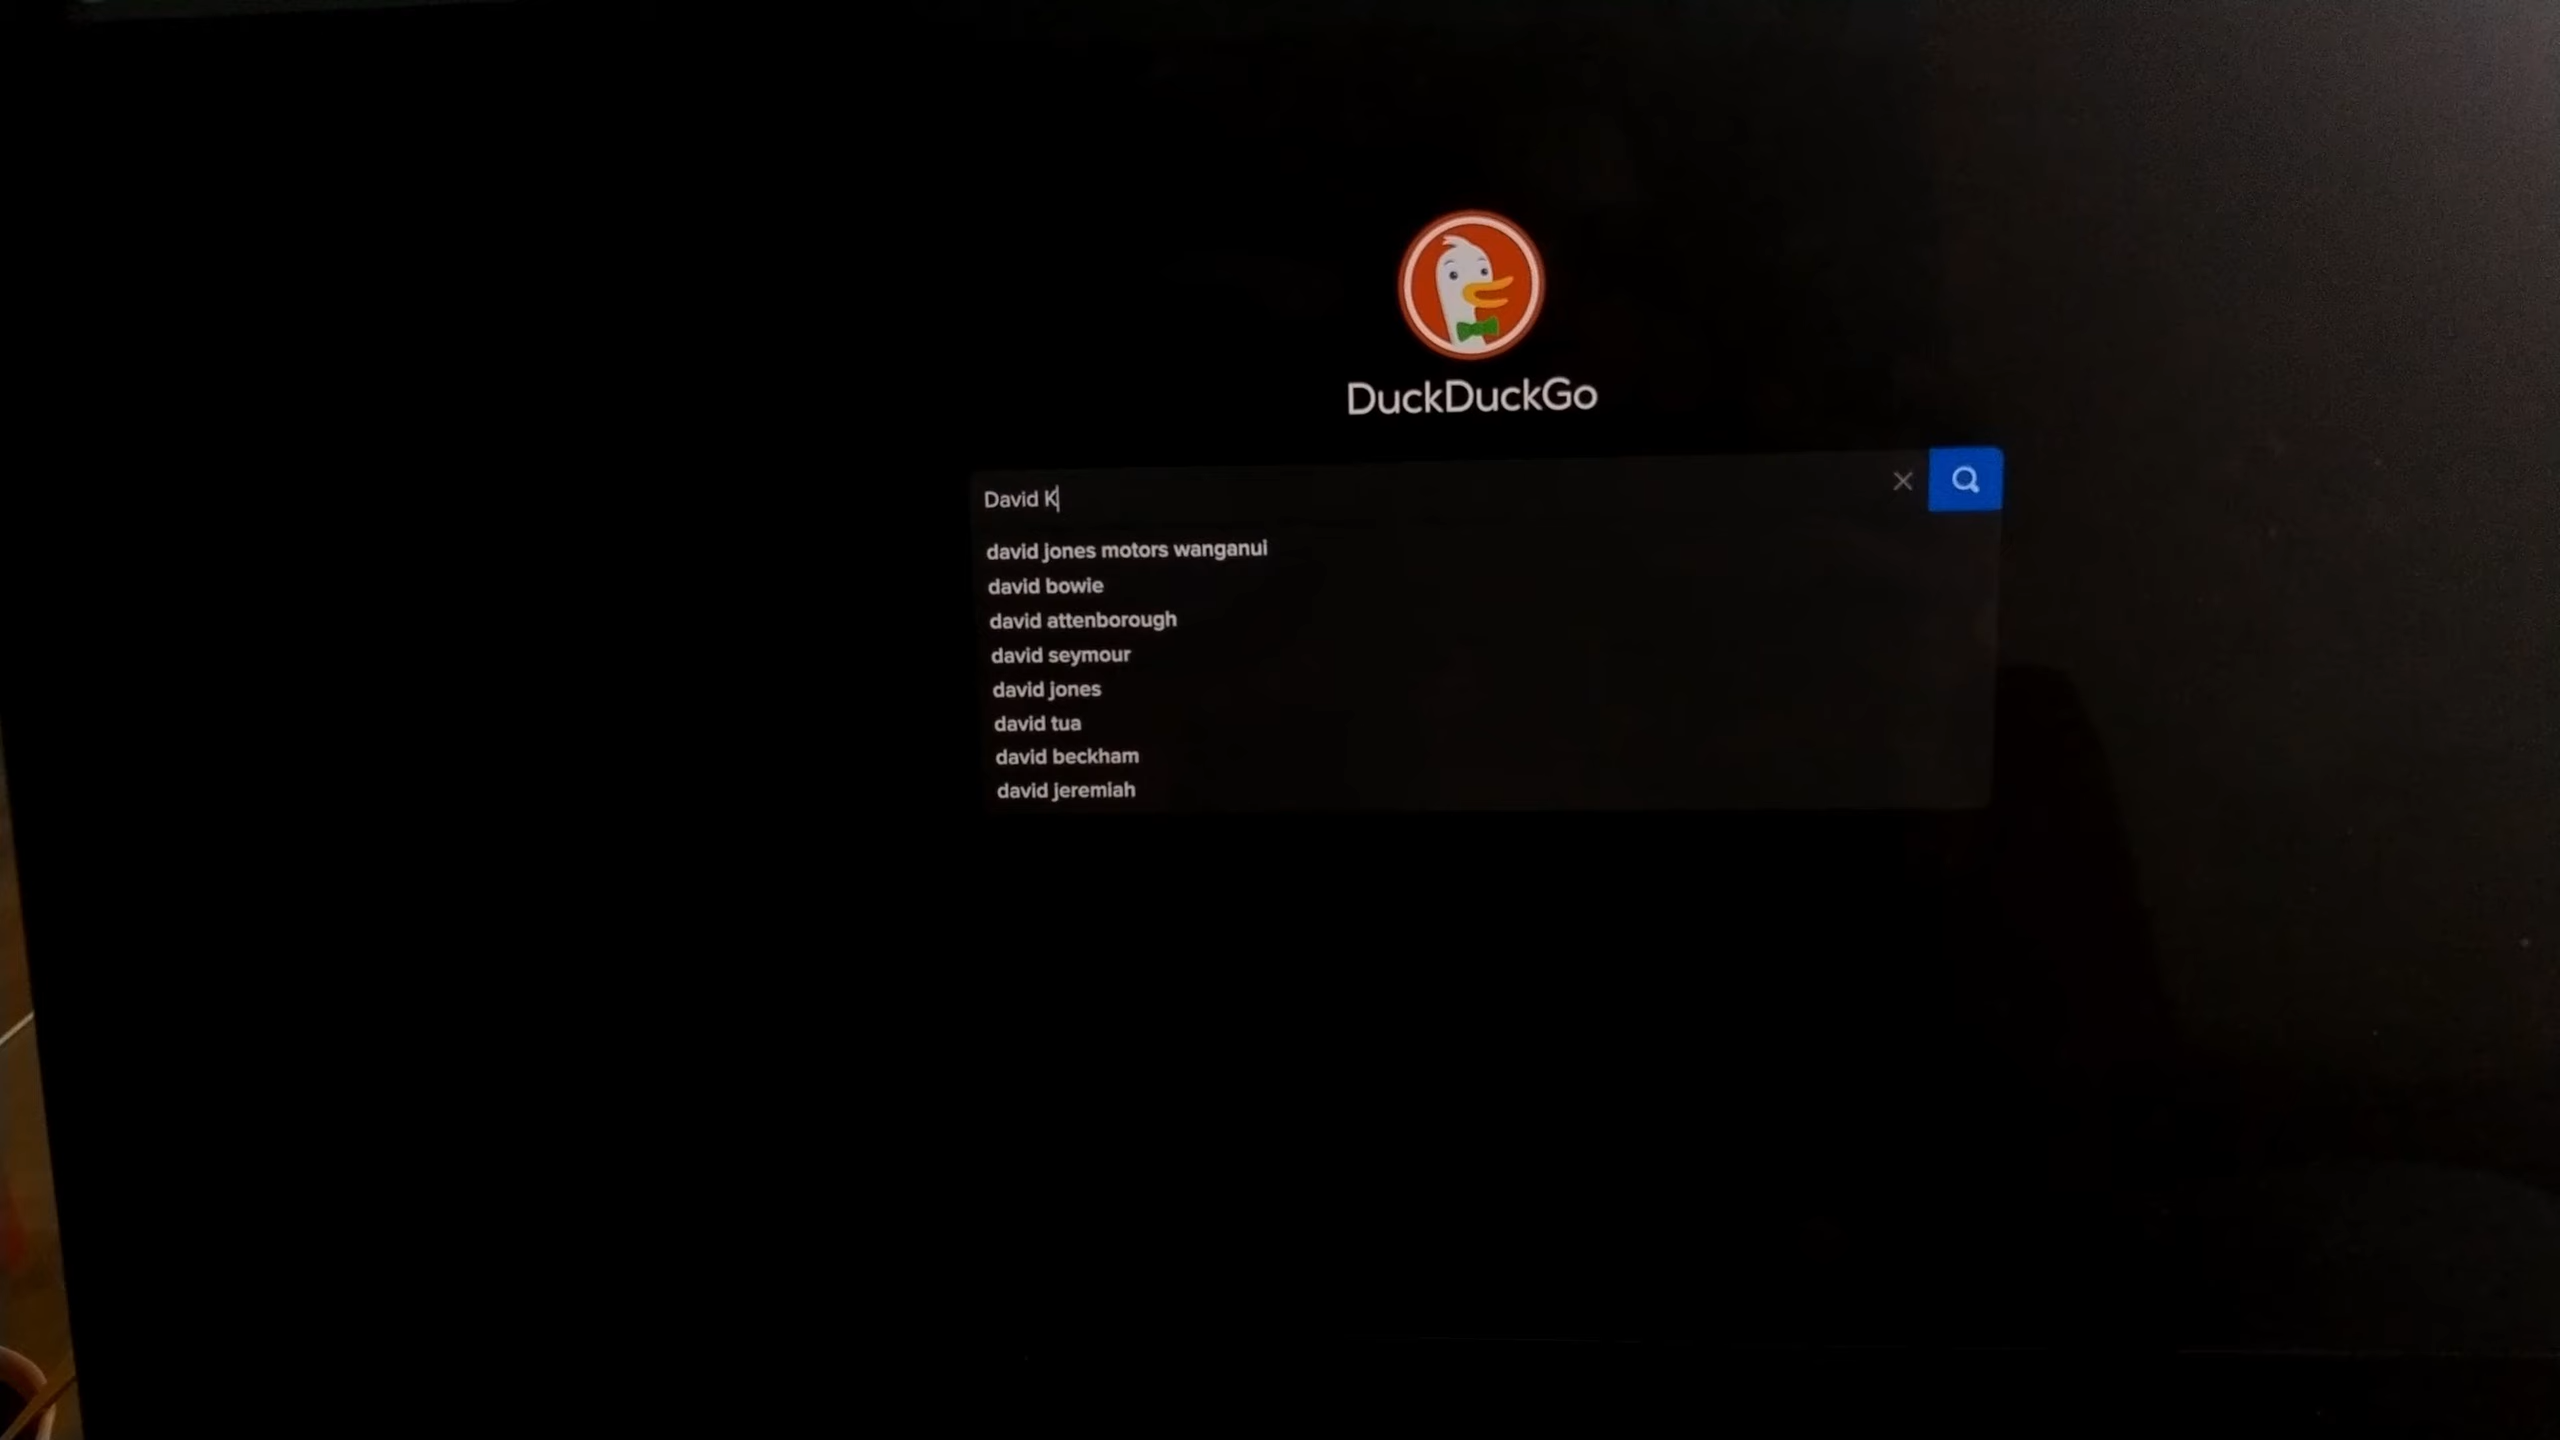 DuckDuckGo
David K
david jones motors wanganui
david bowie
david attenborough
david seymour
david jones
david tua
david beckham
david jeremiah